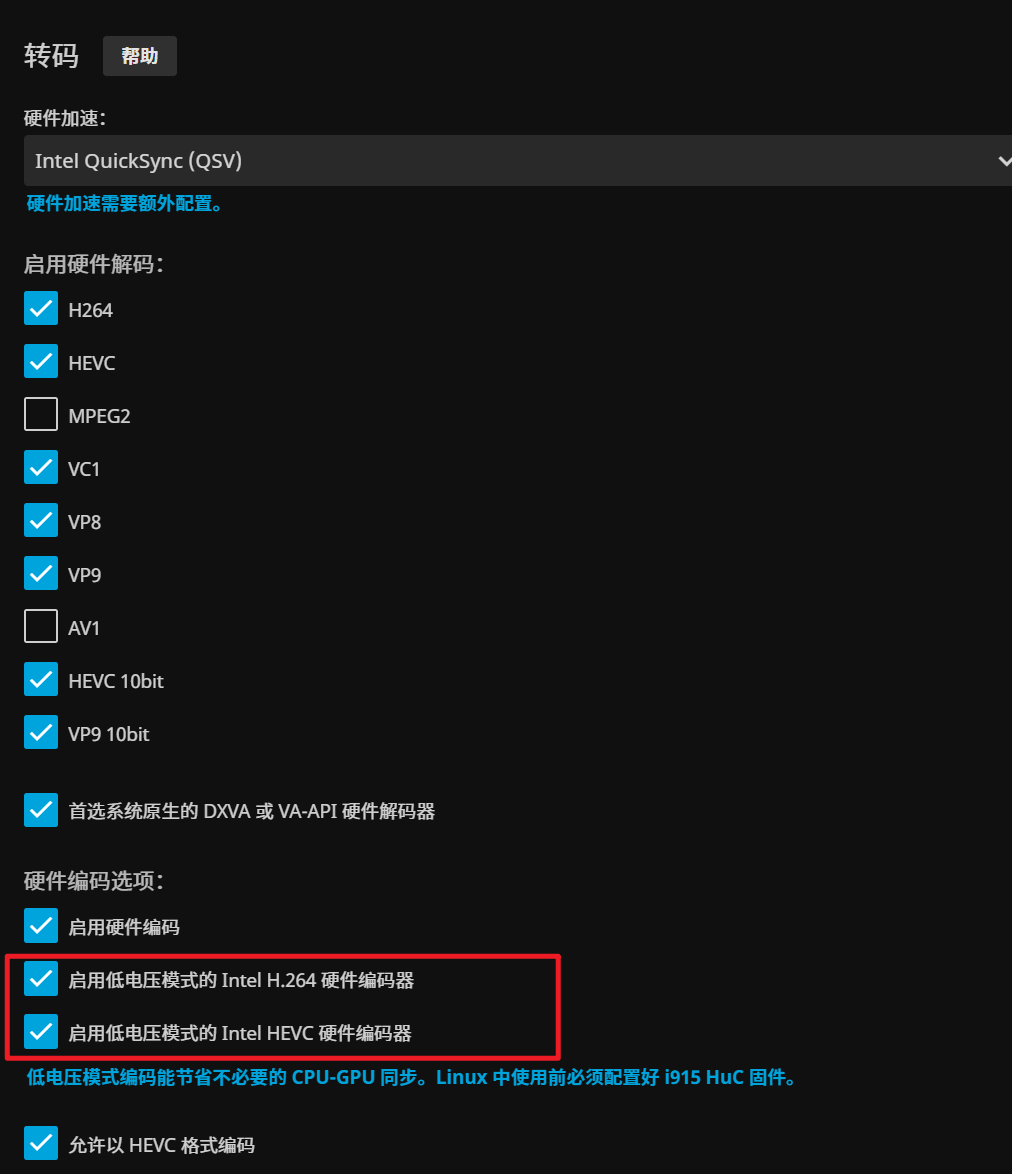 转码
帮助
硬件加速：
Intel QuickSync (QSV)
硬件加速需要额外配置。
启用硬件解码：
H264
HEVC
MPEG2
VC1
VP8
VP9
AV1
HEVC 10bit
VP9 10bit
首选系统原生的 DXVA 或 VA-API 硬件解码器
硬件编码选项：
启用硬件编码
启用低电压模式的 Intel H.264 硬件编码器
启用低电压模式的 Intel HEVC 硬件编码器
低电压模式编码能节省不必要的 CPU-GPU 同步。Linux 中使用前必须配置好 i915 HuC 固件。
允许以 HEVC 格式编码